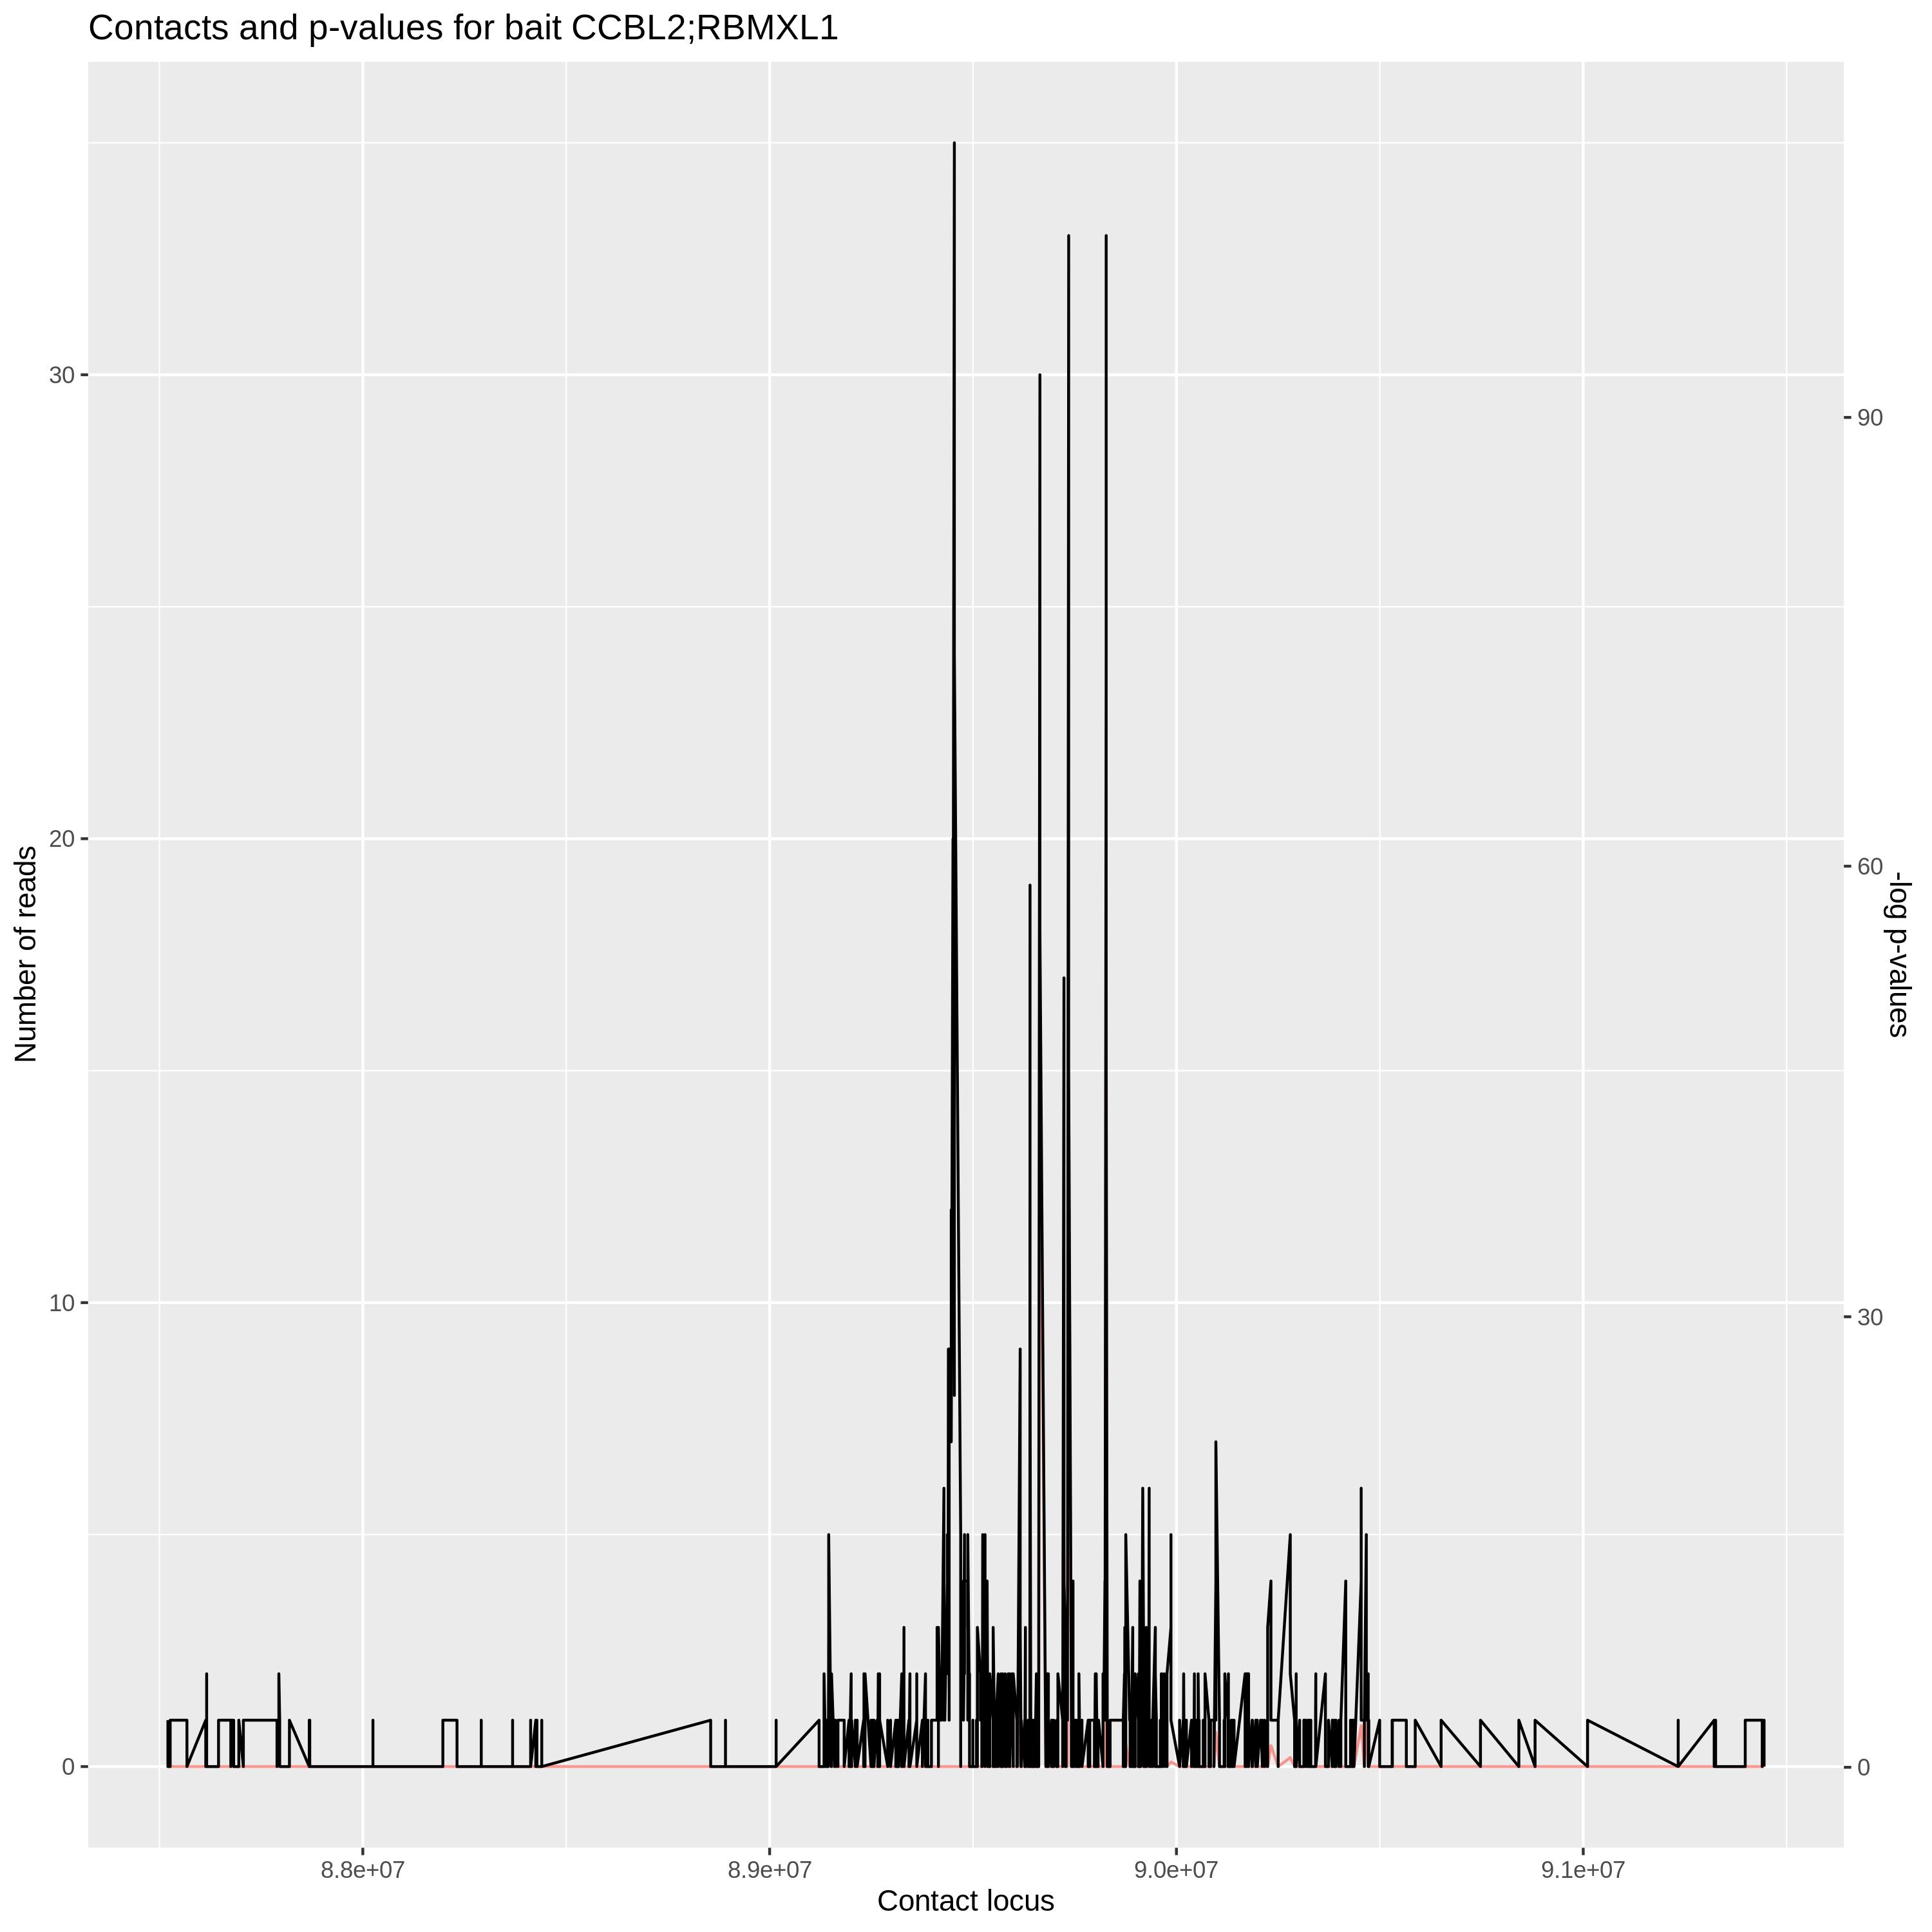 Contacts and p-values for bait CCBL2;RBMXL1
30
20
10
0
Number of reads
90
60
30
0
-log p-values
8.8e+07
8.9e+07
9.0e+07
9.1e+07
Contact locus